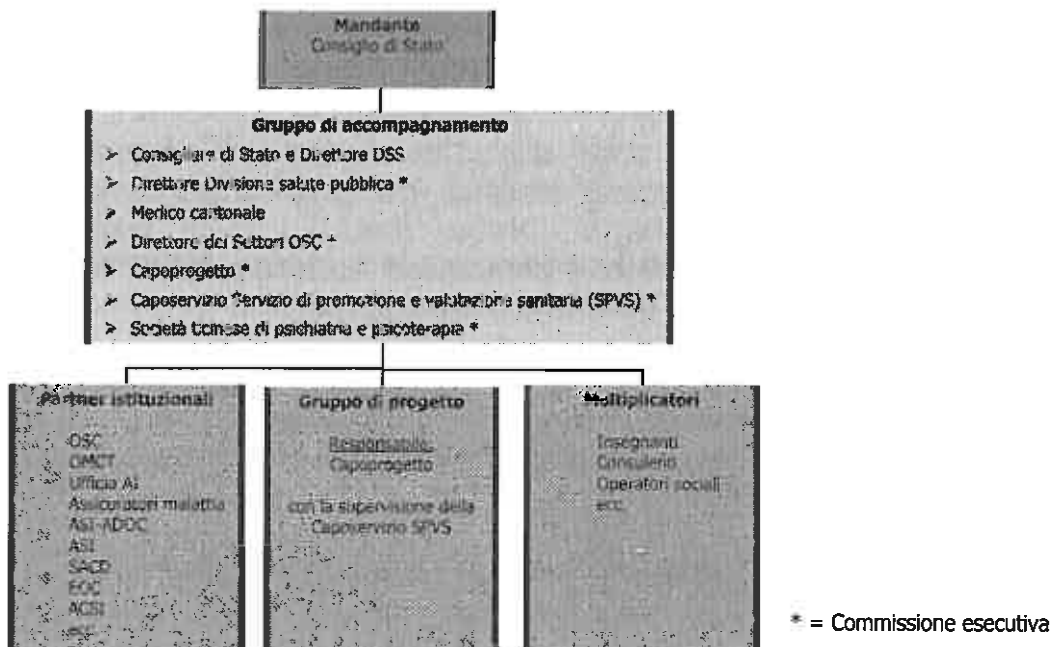 Mandante
Consiglio di Stato
Gruppo di accompagnamento
➢ Consigliere di Stato e Direttore DSS
➢ Direttore Divisione salute pubblica *
➢ Medico cantonale
➢ Direttore dei Settori OSC *
➢ Capoprogetto *
➢ Caposervizio Servizio di promozione e valutazione sanitaria (SPVS) *
➢ Società ticinese di psichiatria e psicoterapia *
Partner istituzionali
OSC
OMCT
Ufficio AI
Assicuratori malattia
ASI-ADOC
ASI
SACD
EOC
ACSI
ecc.
Gruppo di progetto
Responsabile:
Capoprogetto
con la supervisione della
Caposervizio SPVS
Moltiplicatori
Insegnanti
Consulenti
Operatori sociali
ecc.
* = Commissione esecutiva